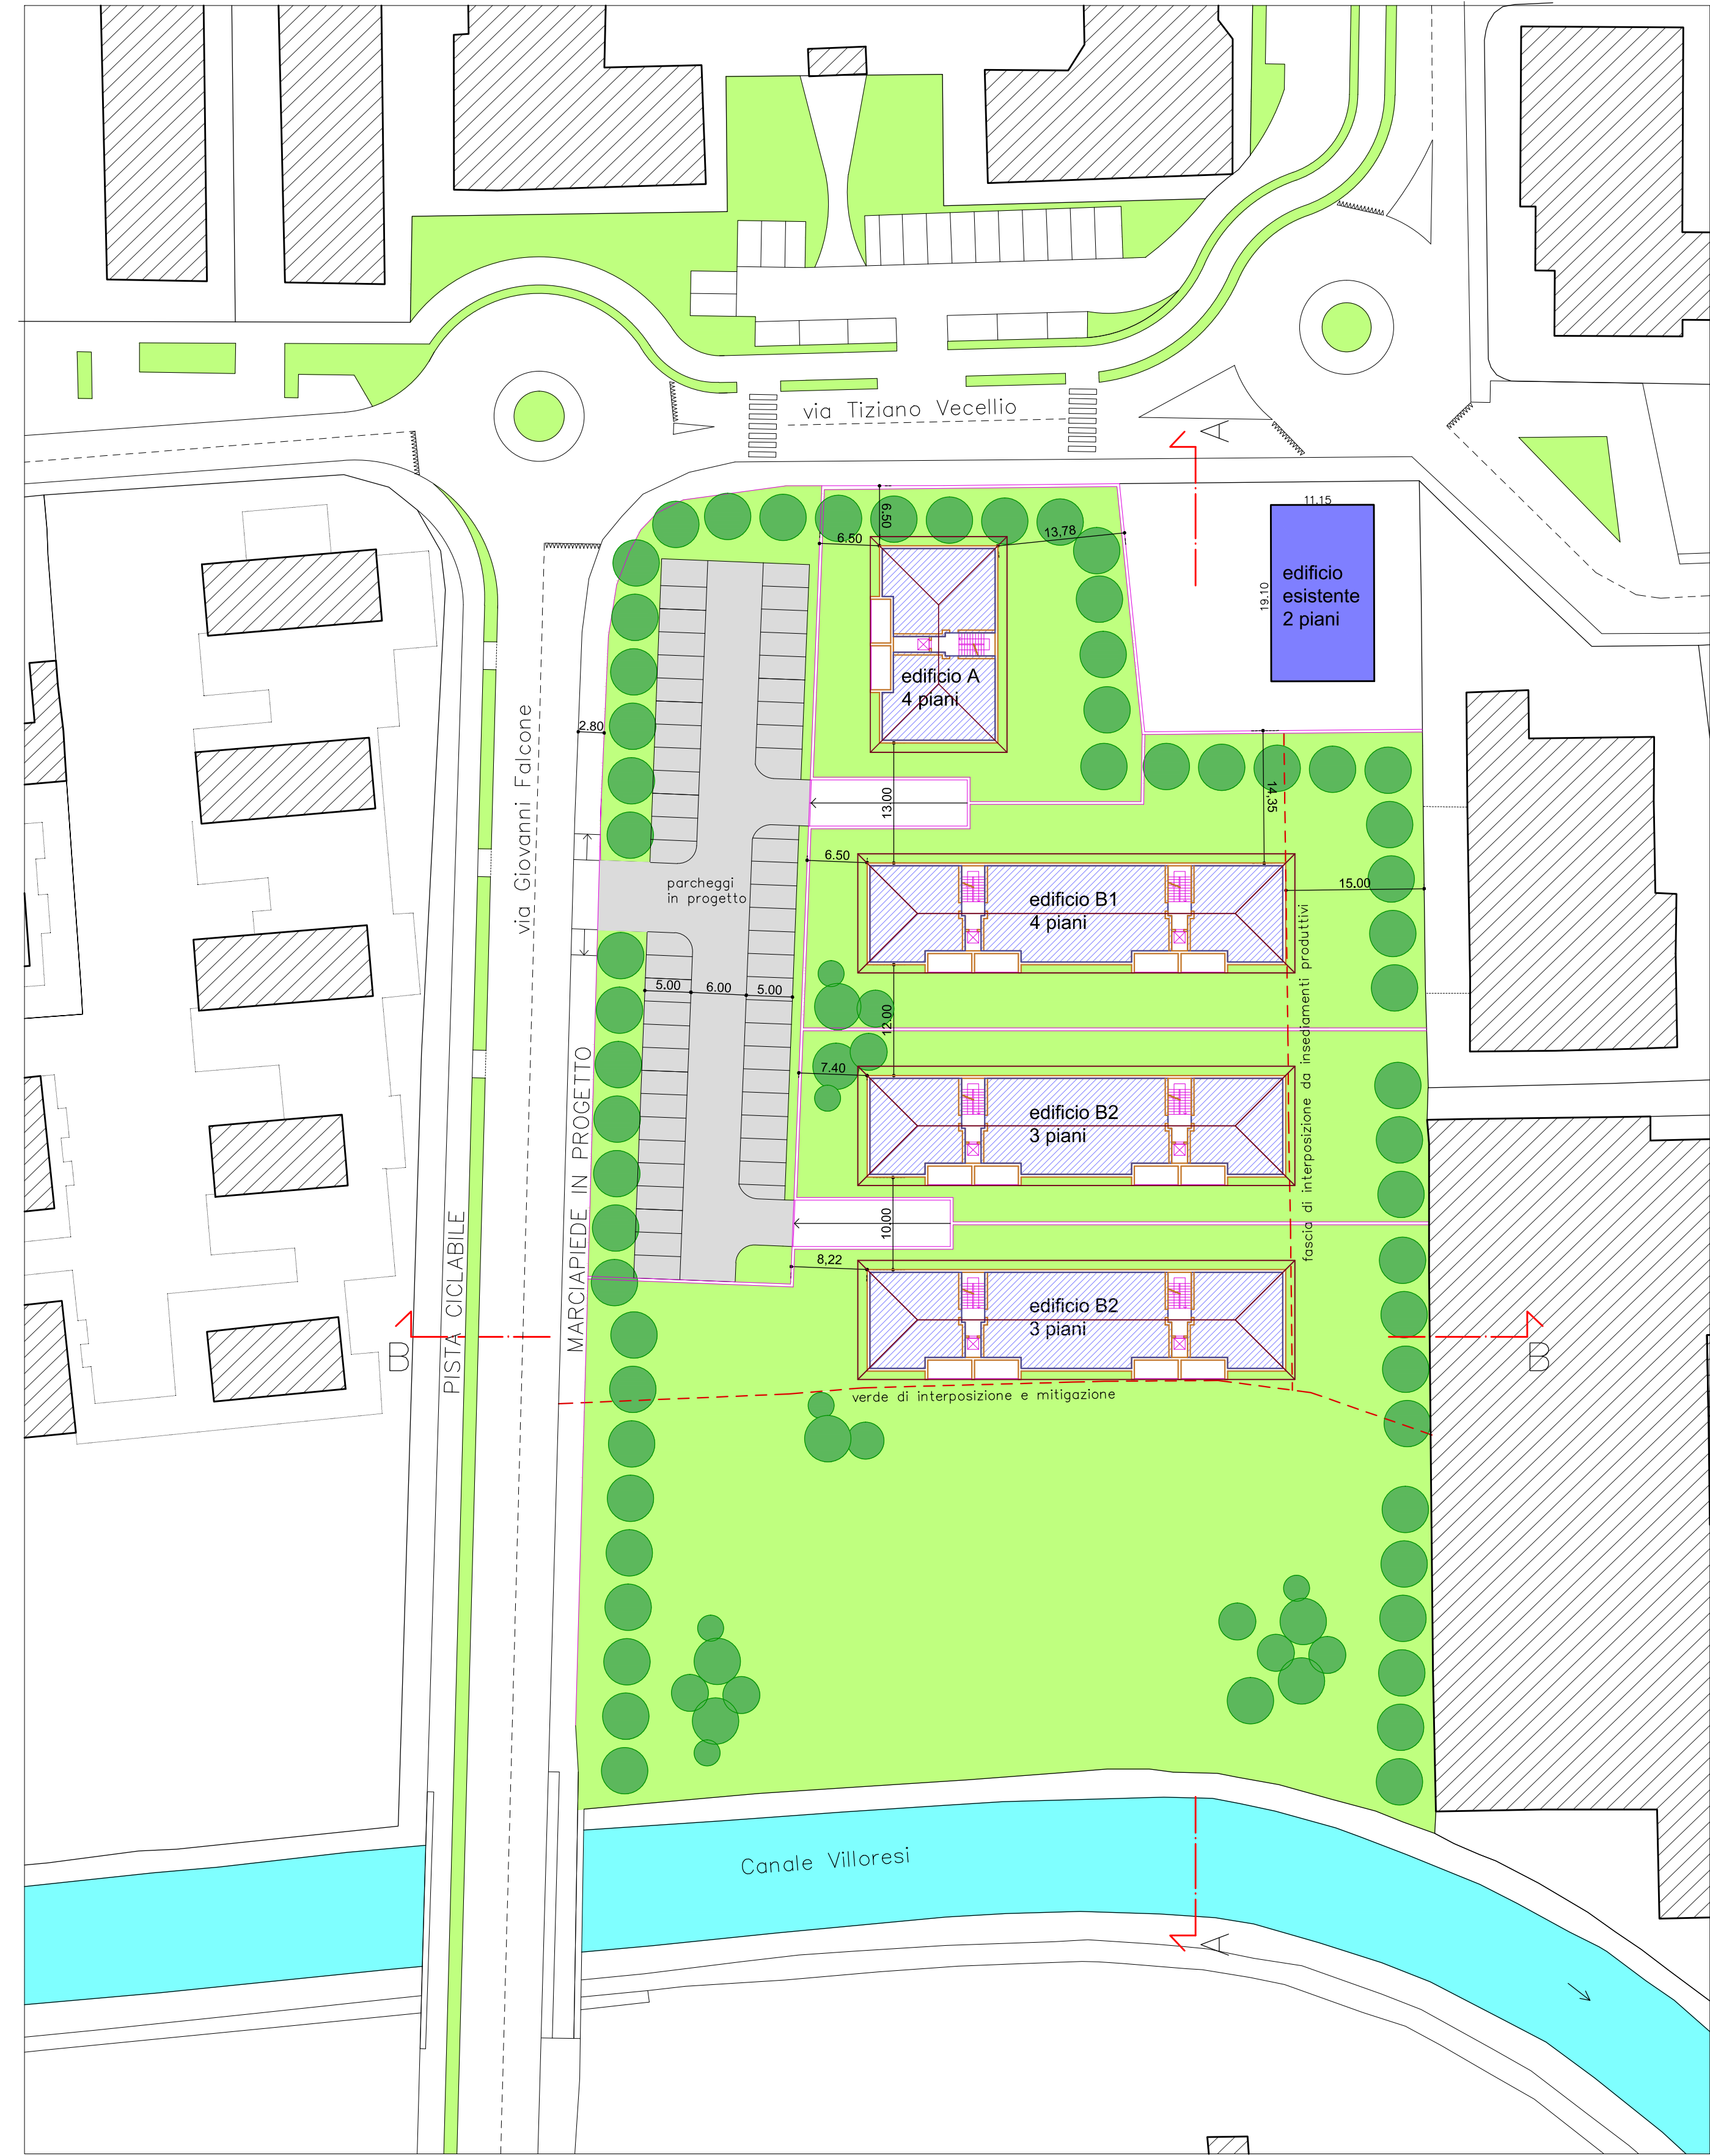 via Tiziano Vecellio
A
11.15
6.50
6.50
13,78
edificio
esistente
2 piani
19.10
edificio A
4 piani
2.80
via Giovanni Falcone
13.00
14,35
6.50
parcheggi
in progetto
edificio B1
4 piani
15.00
fascia di interposizione da insediamenti produttivi
5.00
6.00
5.00
12.00
7.40
edificio B2
3 piani
MARCIAPIEDE IN PROGETTO
PISTA CICLABILE
10.00
8,22
edificio B2
3 piani
B
B
verde di interposizione e mitigazione
Canale Villoresi
A